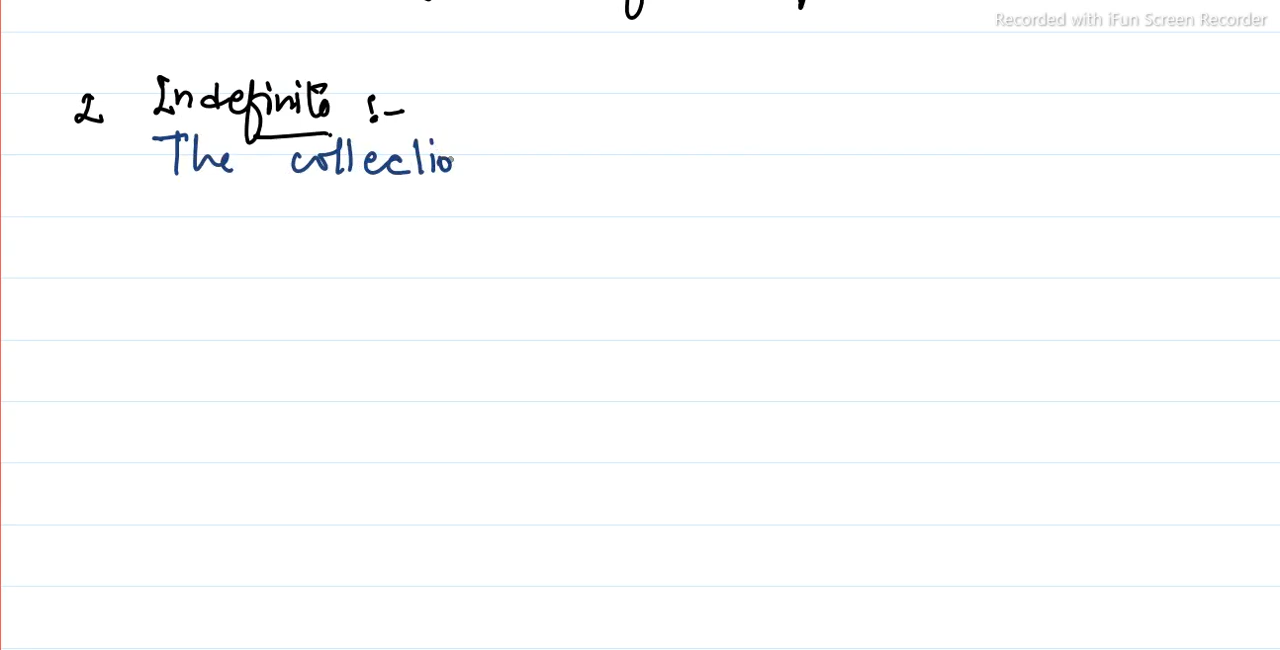 Recorded with iFun Screen Recorder
2 Indefinite :-
The collectio